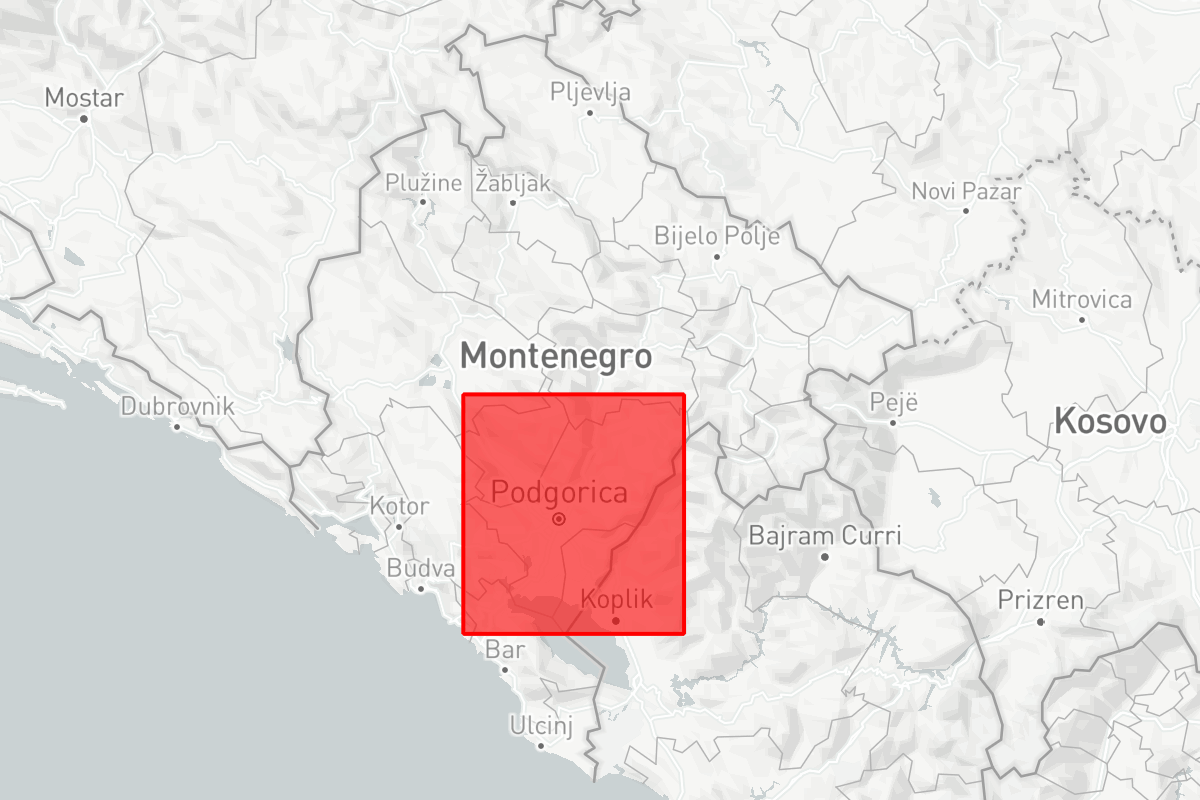 Mostar
Pljevlja
Plužine
Žabljak
Novi Pazar
Bijelo Polje
Mitrovica
Montenegro
Dubrovnik
Pejë
Kosovo
Podgorica
Kotor
Bajram Curri
Budva
Koplik
Prizren
Bar
Ulcinj